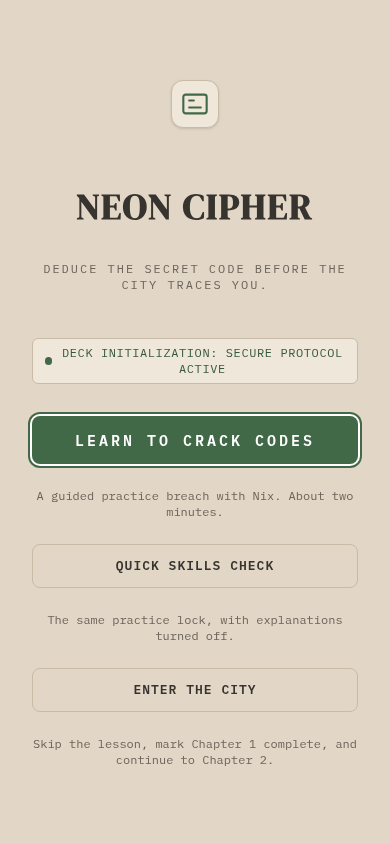 NEON CIPHER
DEDUCE THE SECRET CODE BEFORE THE
CITY TRACES YOU.
DECK INITIALIZATION: SECURE PROTOCOL
ACTIVE
LEARN TO CRACK CODES
A guided practice breach with Nix. About two
minutes.
QUICK SKILLS CHECK
The same practice lock, with explanations
turned off.
ENTER THE CITY
Skip the lesson, mark Chapter 1 complete, and
continue to Chapter 2.